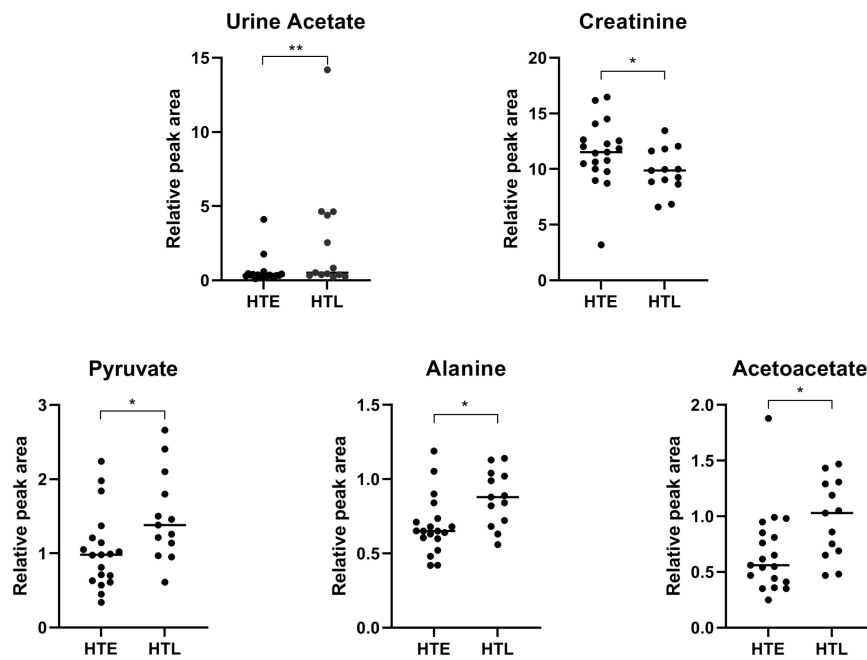 Urine Acetate
Relative peak area
15
10
5
0
**
HTE HTL
Creatinine
Relative peak area
20
15
10
5
0
*
HTE HTL
Pyruvate
Relative peak area
3
2
1
0
*
HTE HTL
Alanine
Relative peak area
1.5
1.0
0.5
0.0
*
HTE HTL
Acetoacetate
Relative peak area
2.0
1.5
1.0
0.5
0.0
*
HTE HTL